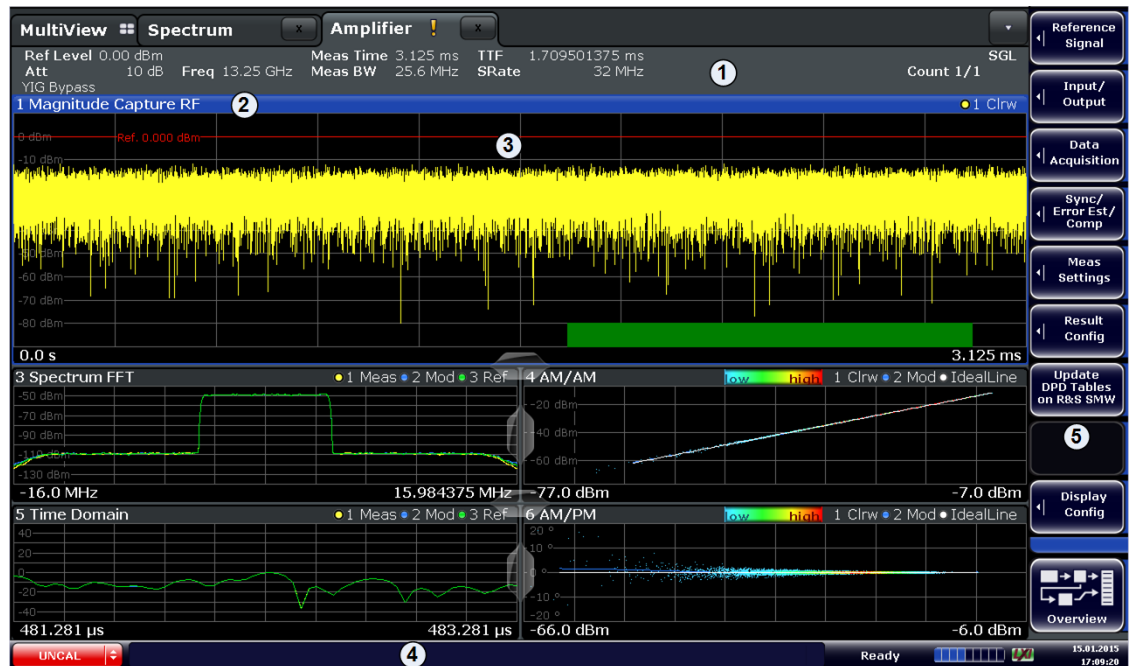 MultiView Spectrum x Amplifier ! x
Ref Level 0.00 dBm Meas Time 3.125 ms TTF 1.709501375 ms SGL
Att 10 dB Freq 13.25 GHz Meas BW 25.6 MHz SRate 32 MHz 1 Count 1/1
YIG Bypass
1 Magnitude Capture RF 2 1 Clrw
0 dBm Ref. 0.000 dBm 3
-10 dBm
-60 dBm
-70 dBm
-80 dBm
0.0 s 3.125 ms
3 Spectrum FFT 1 Meas 2 Mod 3 Ref
-50 dBm
-70 dBm
-90 dBm
-110 dBm
-130 dBm
-16.0 MHz 15.984375 MHz
4 AM/AM low high 1 Clrw 2 Mod IdealLine
-20 dBm
-40 dBm
-60 dBm
-77.0 dBm -7.0 dBm
5 Time Domain 1 Meas 2 Mod 3 Ref
40
20
0
-20
-40
481.281 µs 483.281 µs
6 AM/PM low high 1 Clrw 2 Mod IdealLine
20 °
10 °
0 °
-10 °
-20 °
-66.0 dBm -6.0 dBm
UNCAL 4 Ready 15.01.2015
17:09:20
Reference
Signal
Input/
Output
Data
Acquisition
Sync/
Error Est/
Comp
Meas
Settings
Result
Config
Update
DPD Tables
on R&S SMW
5
Display
Config
Overview